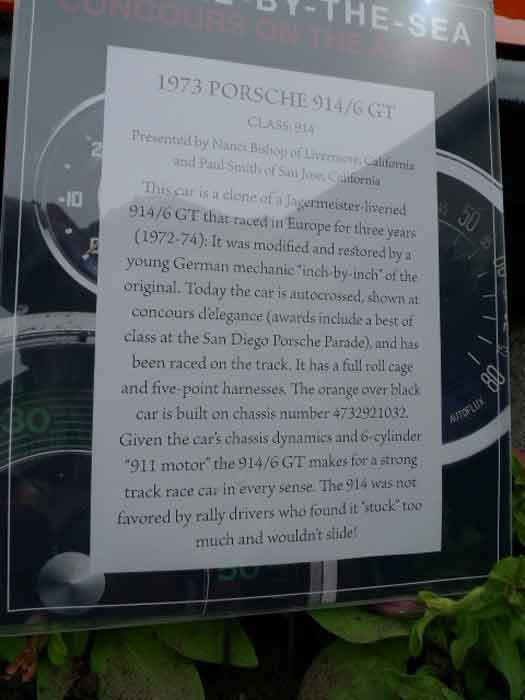 -BY-THE-SEA
CONCOURS ON THE
1973 PORSCHE 914/6 GT
CLASS: 914
Presented by Nanci Bishop of Livermore, California
and Paul Smith of San Jose, California
This car is a clone of a Jagermeister-liveried
914/6 GT that raced in Europe for three years
(1972-74): It was modified and restored by a
young German mechanic "inch-by-inch" of the
original. Today the car is autocrossed, shown at
concours d'elegance (awards include a best of
class at the San Diego Porsche Parade), and has
been raced on the track. It has a full roll cage
and five-point harnesses. The orange over black
car is built on chassis number 4732921032.
Given the car's chassis dynamics and 6-cylinder
"911 motor" the 914/6 GT makes for a strong
track race car in every sense. The 914 was not
favored by rally drivers who found it "stuck" too
much and wouldn't slide!
-10
50
80
AUTOFLUX
30
50